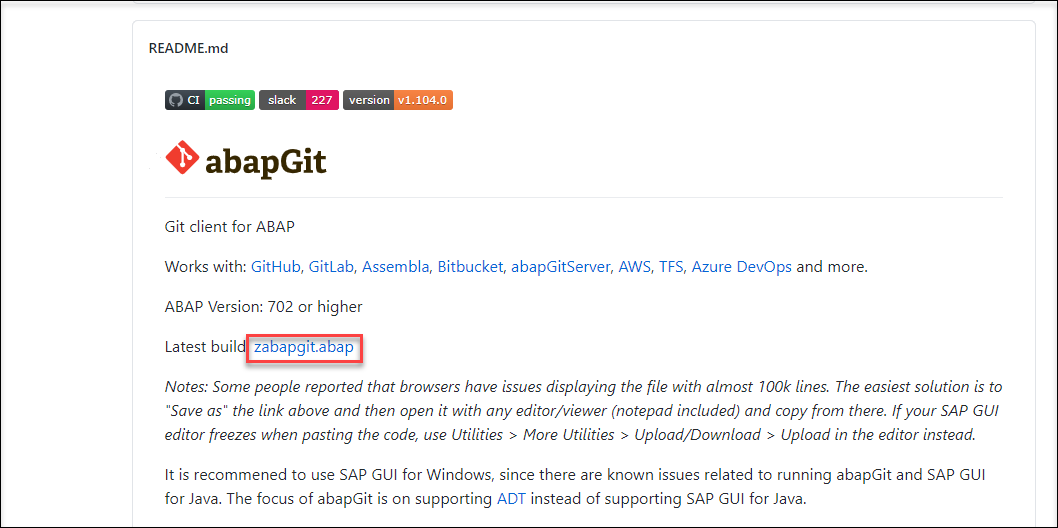 README.md
CI passing slack 227 version v1.104.0
abapGit
Git client for ABAP
Works with: GitHub, GitLab, Assembla, Bitbucket, abapGitServer, AWS, TFS, Azure DevOps and more.
ABAP Version: 702 or higher
Latest build zabapgit.abap
Notes: Some people reported that browsers have issues displaying the file with almost 100k lines. The easiest solution is to
"Save as" the link above and then open it with any editor/viewer (notepad included) and copy from there. If your SAP GUI
editor freezes when pasting the code, use Utilities > More Utilities > Upload/Download > Upload in the editor instead.
It is recommened to use SAP GUI for Windows, since there are known issues related to running abapGit and SAP GUI
for Java. The focus of abapGit is on supporting ADT instead of supporting SAP GUI for Java.